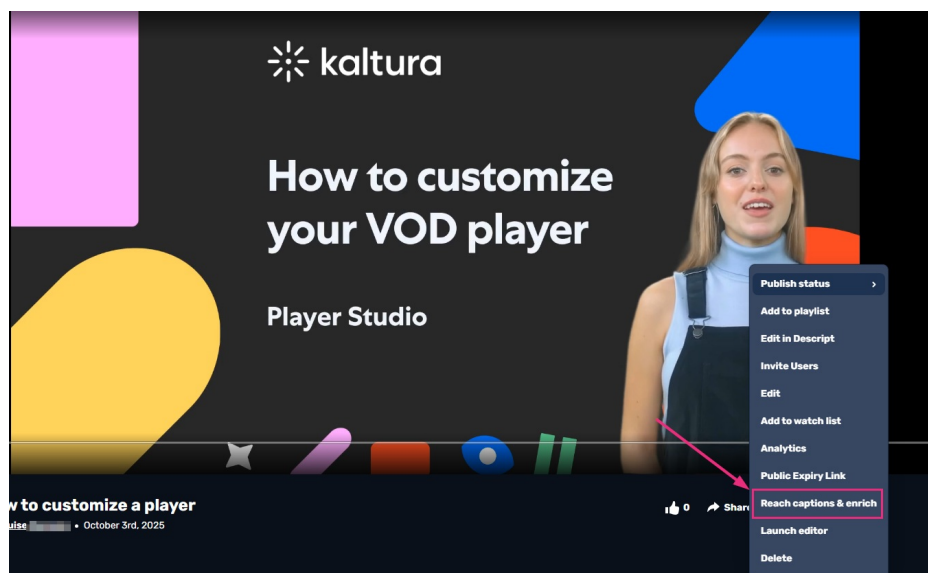 kaltura
How to customize
your VOD player
Player Studio
Publish status
Add to playlist
Edit in Descript
Invite Users
Edit
Add to watch list
Analytics
Public Expiry Link
Reach captions & enrich
Launch editor
Delete
w to customize a player
0 Shar
uise • October 3rd, 2025